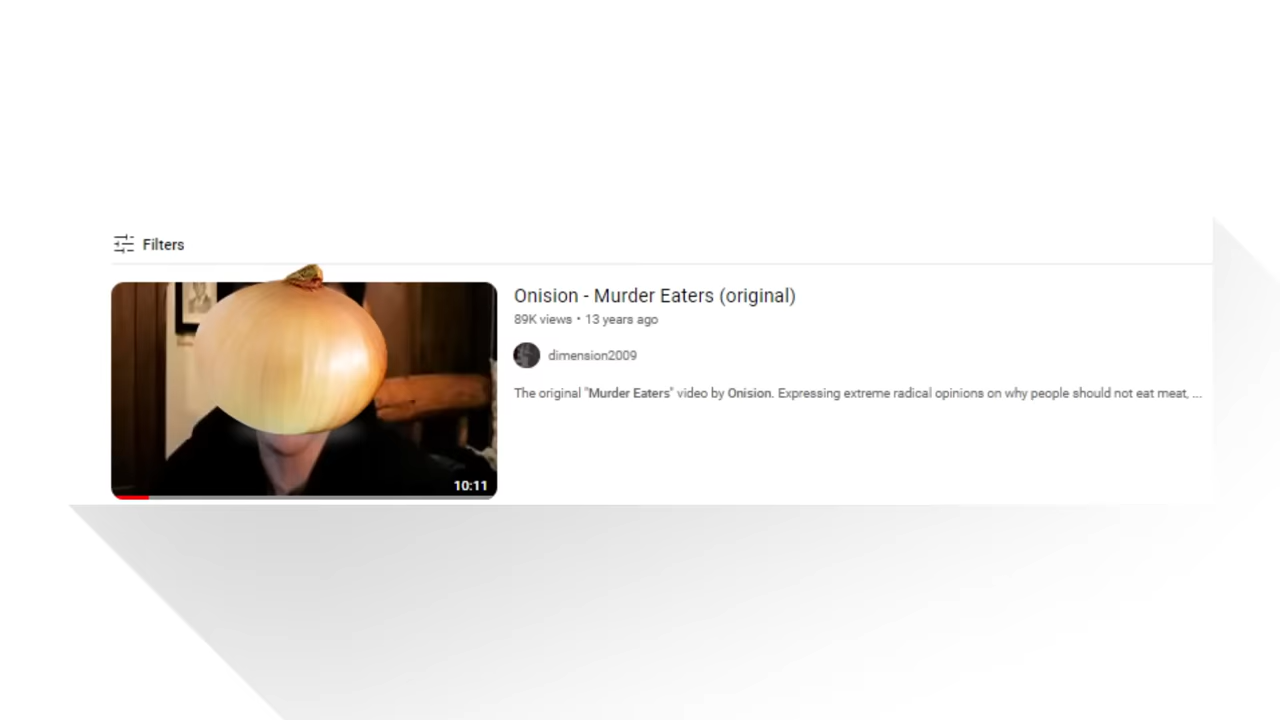 Filters
Onision - Murder Eaters (original)
89K views • 13 years ago
dimension2009
The original "Murder Eaters" video by Onision. Expressing extreme radical opinions on why people should not eat meat, ...
10:11